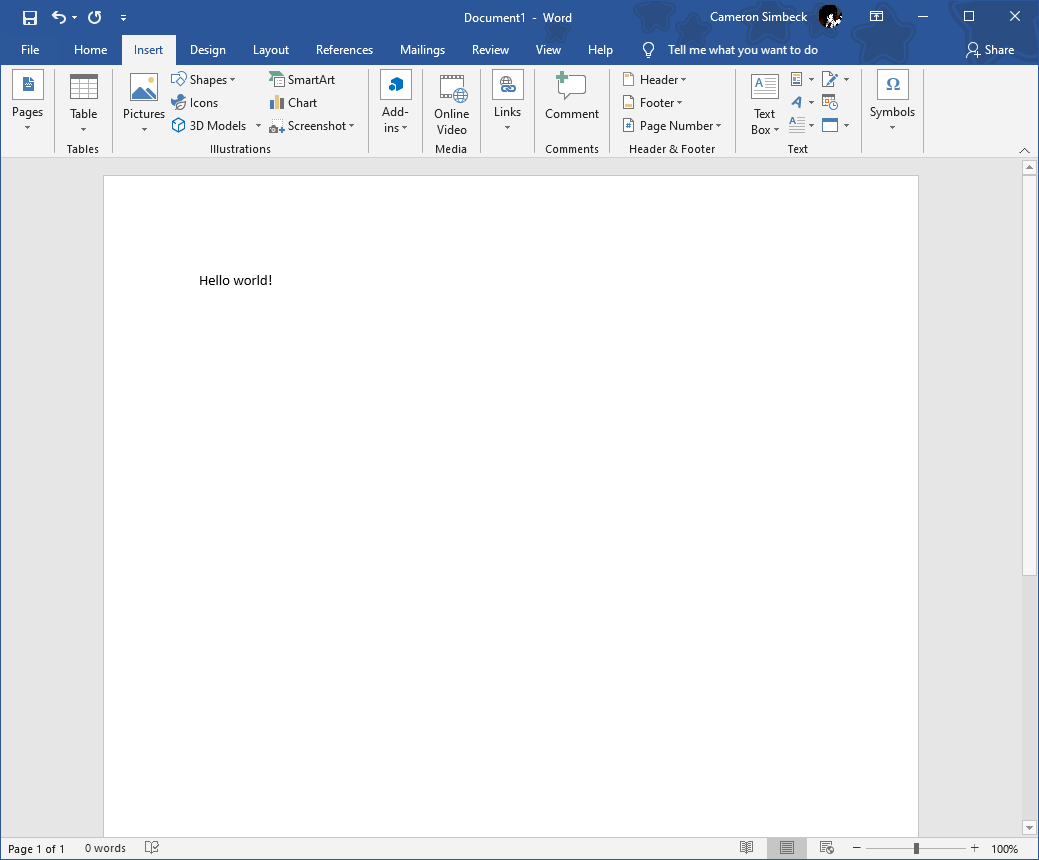 Document1 - Word
Cameron Simbeck
File Home Insert Design Layout References Mailings Review View Help Tell me what you want to do Share
Pages
Table
Tables
Pictures
Shapes
Icons
3D Models
SmartArt
Chart
Screenshot
Illustrations
Add-
ins
Online
Video
Media
Links
Comment
Comments
Header
Footer
Page Number
Header & Footer
Text
Box
Text
Symbols
Hello world!
Page 1 of 1 0 words 100%